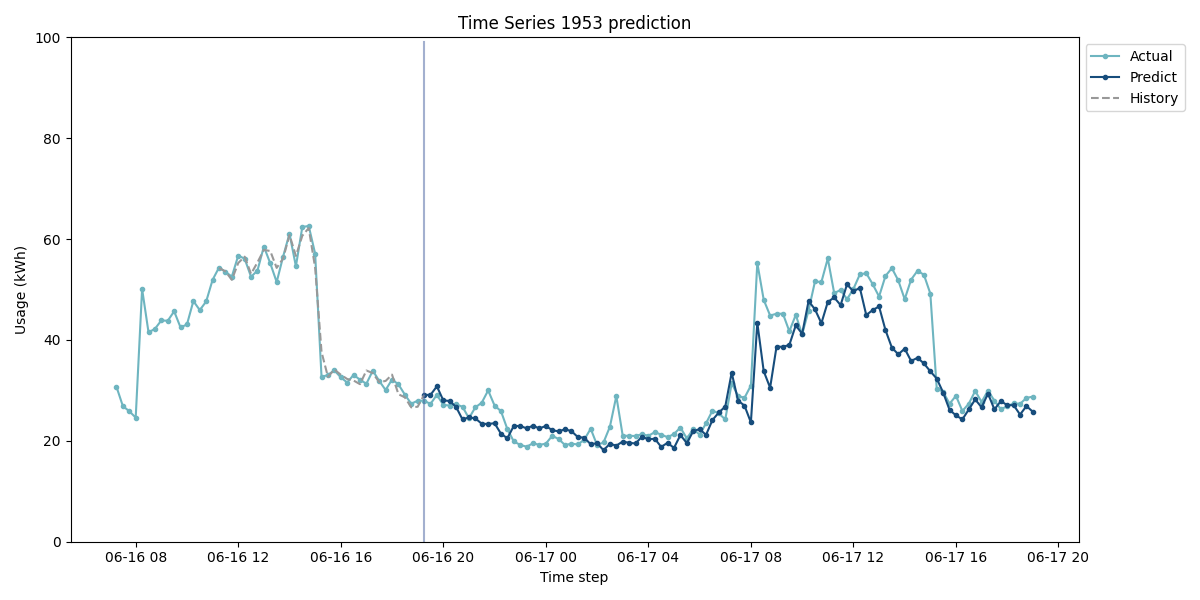 Time Series 1953 prediction
100
80
60
40
20
0
Usage (kWh)
06-16 08
06-16 12
06-16 16
06-16 20
06-17 00
06-17 04
06-17 08
06-17 12
06-17 16
06-17 20
Time step
Actual
Predict
History